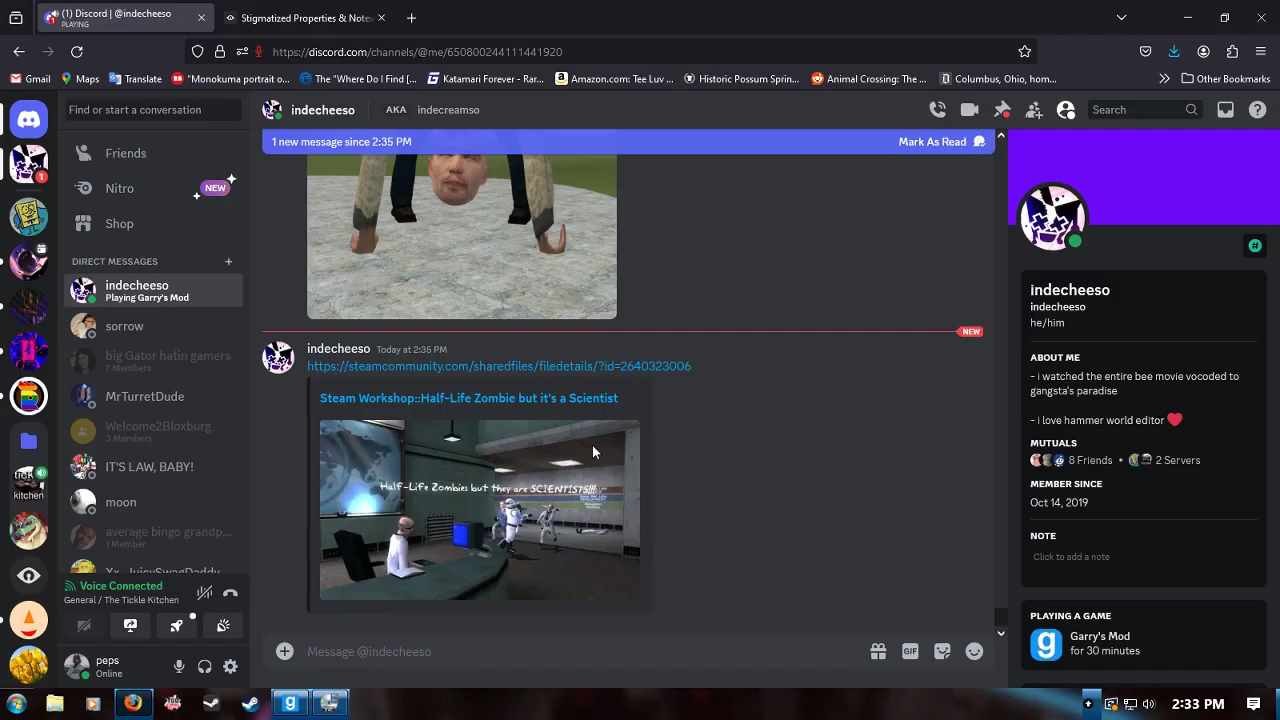 (1) Discord | @indecheeso
PLAYING
Stigmatized Properties & Notew
https://discord.com/channels/@me/650800244111441920
Gmail
Maps
Translate
"Monokuma portrait o...
The "Where Do I Find [...
Katamari Forever - Rar...
Amazon.com: Tee Luv ...
Historic Possum Sprin...
Animal Crossing: The ...
Columbus, Ohio, hom...
Other Bookmarks
Find or start a conversation
indecheeso
AKA
indecreamso
Search
Friends
Nitro
NEW
Shop
DIRECT MESSAGES
indecheeso
Playing Garry's Mod
sorrow
big Gator hatin gamers
7 Members
MrTurretDude
Welcome2Bloxburg
3 Members
IT'S LAW, BABY!
moon
average bingo grandp...
1 Member
Xx_JuicySwagDaddy
Voice Connected
General / The Tickle Kitchen
peps
Online
1
JL
tickle
kitchen
1 new message since 2:35 PM
Mark As Read
NEW
indecheeso
Today at 2:35 PM
https://steamcommunity.com/sharedfiles/filedetails/?id=2640323006
Steam Workshop::Half-Life Zombie but it's a Scientist
Half-Life Zombies but they are SCIENTISTS!!!
Message @indecheeso
GIF
indecheeso
indecheeso
he/him
ABOUT ME
- i watched the entire bee movie vocoded to
gangsta's paradise
- i love hammer world editor
MUTUALS
8 Friends
•
2 Servers
MEMBER SINCE
Oct 14, 2019
NOTE
Click to add a note
PLAYING A GAME
g
Garry's Mod
for 30 minutes
g
2:33 PM